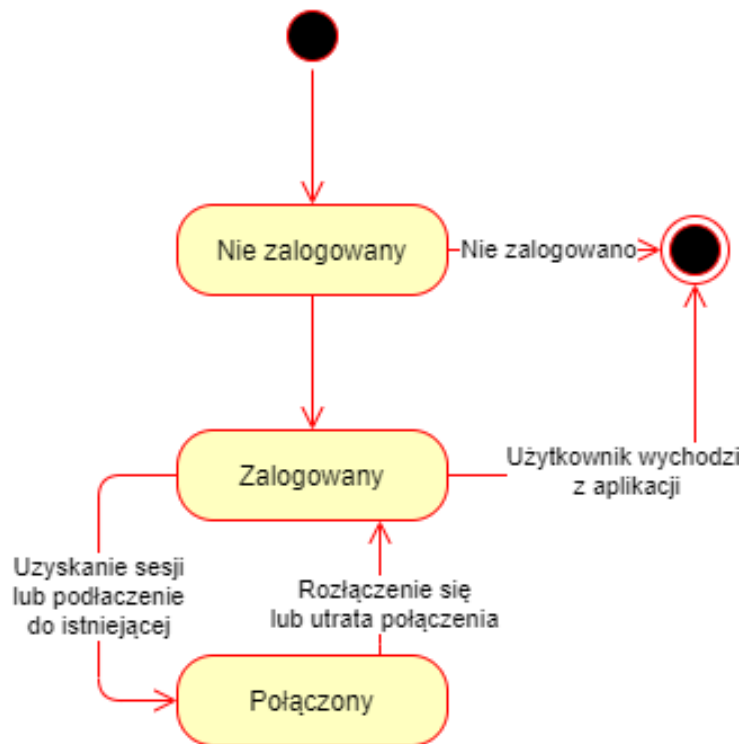 Nie zalogowany
Nie zalogowano
Zalogowany
Użytkownik wychodzi
z aplikacji
Uzyskanie sesji
lub podłaczenie
do istniejącej
Rozłączenie się
lub utrata połączenia
Połączony